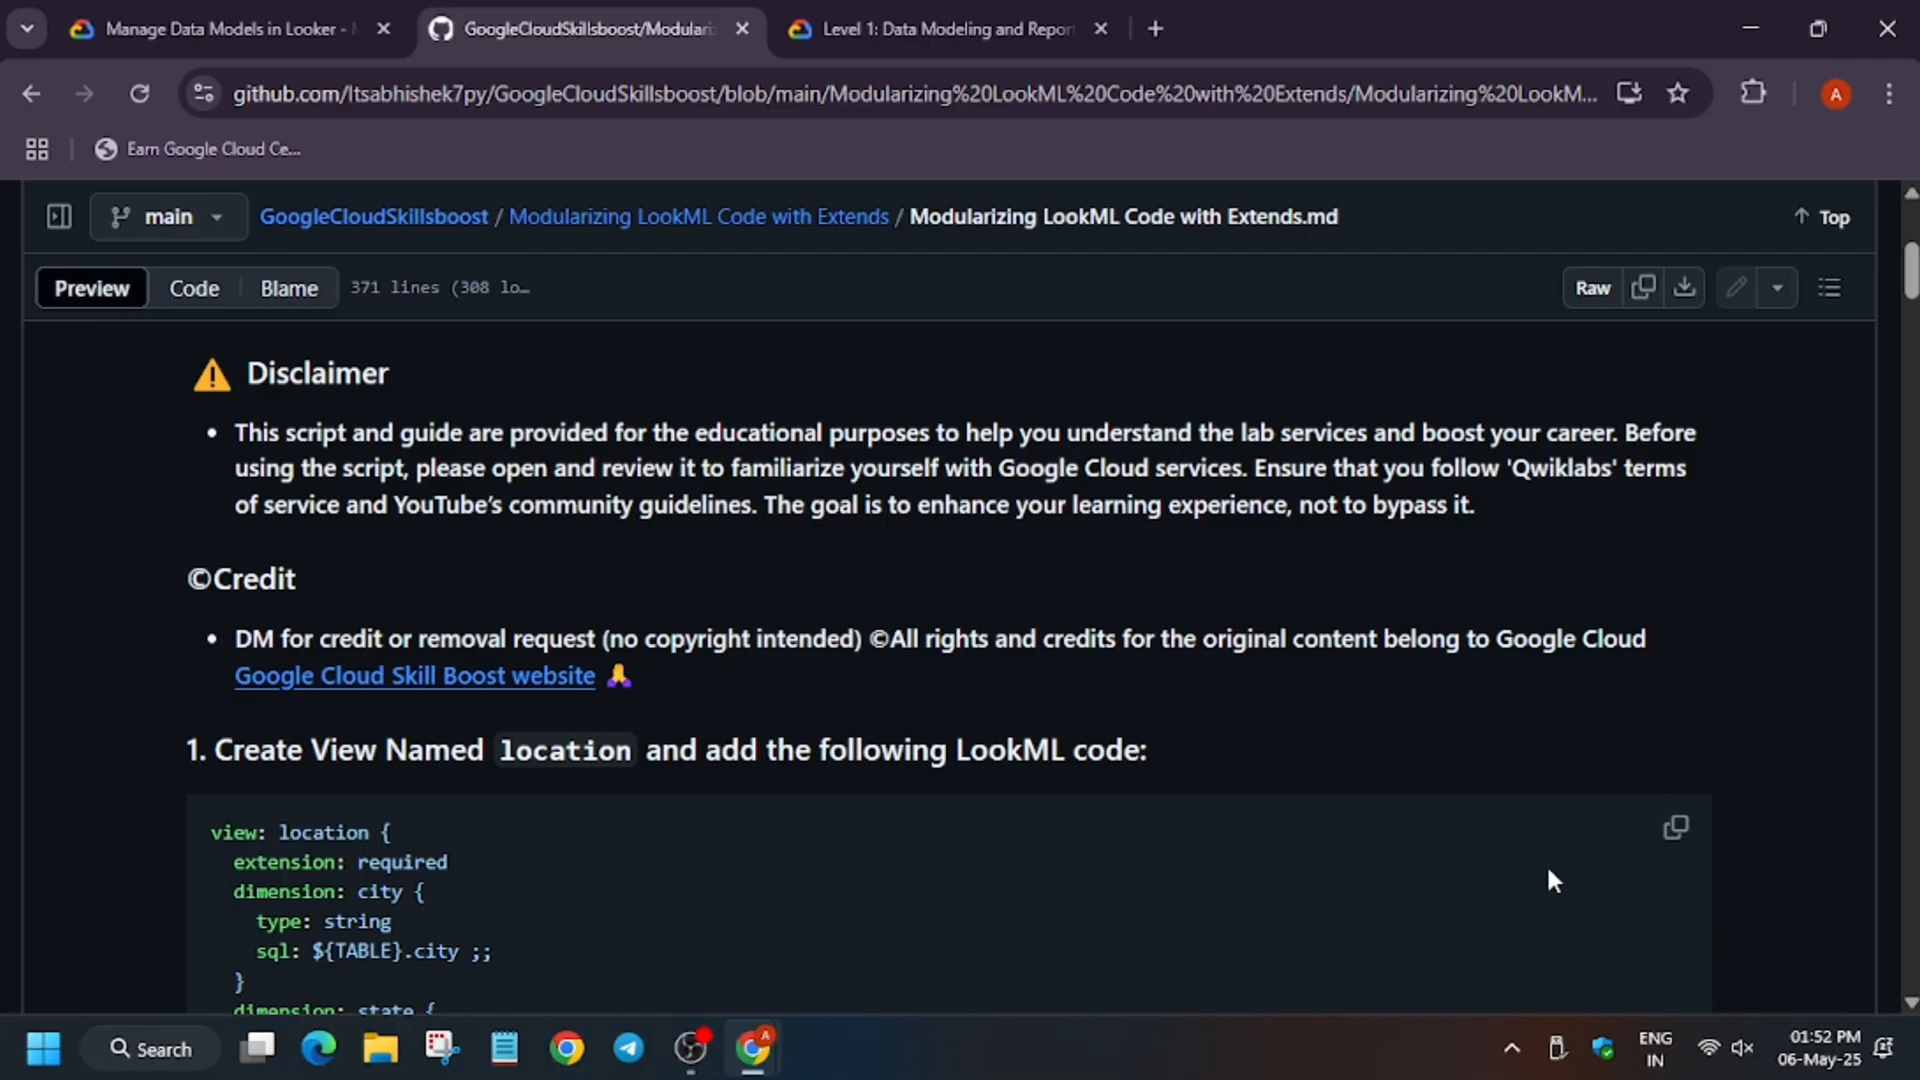 Manage Data Models in Looker -
GoogleCloudSkillsboost/Modulari
Level 1: Data Modeling and Repor
github.com/Itsabhishek7py/GoogleCloudSkillsboost/blob/main/Modularizing%20LookML%20Code%20with%20Extends/Modularizing%20LookM...
A
Earn Google Cloud Ce...
main
GoogleCloudSkillsboost / Modularizing LookML Code with Extends / Modularizing LookML Code with Extends.md
Top
Preview
Code
Blame
371 lines (308 lo…
Raw
Disclaimer
• This script and guide are provided for the educational purposes to help you understand the lab services and boost your career. Before
using the script, please open and review it to familiarize yourself with Google Cloud services. Ensure that you follow 'Qwiklabs' terms
of service and YouTube’s community guidelines. The goal is to enhance your learning experience, not to bypass it.
©Credit
• DM for credit or removal request (no copyright intended) ©All rights and credits for the original content belong to Google Cloud
Google Cloud Skill Boost website
1. Create View Named location and add the following LookML code:
view: location {
extension: required
dimension: city {
type: string
sql: ${TABLE}.city ;;
}
dimension: state {
Search
A
ENG
IN
01:52 PM
06-May-25